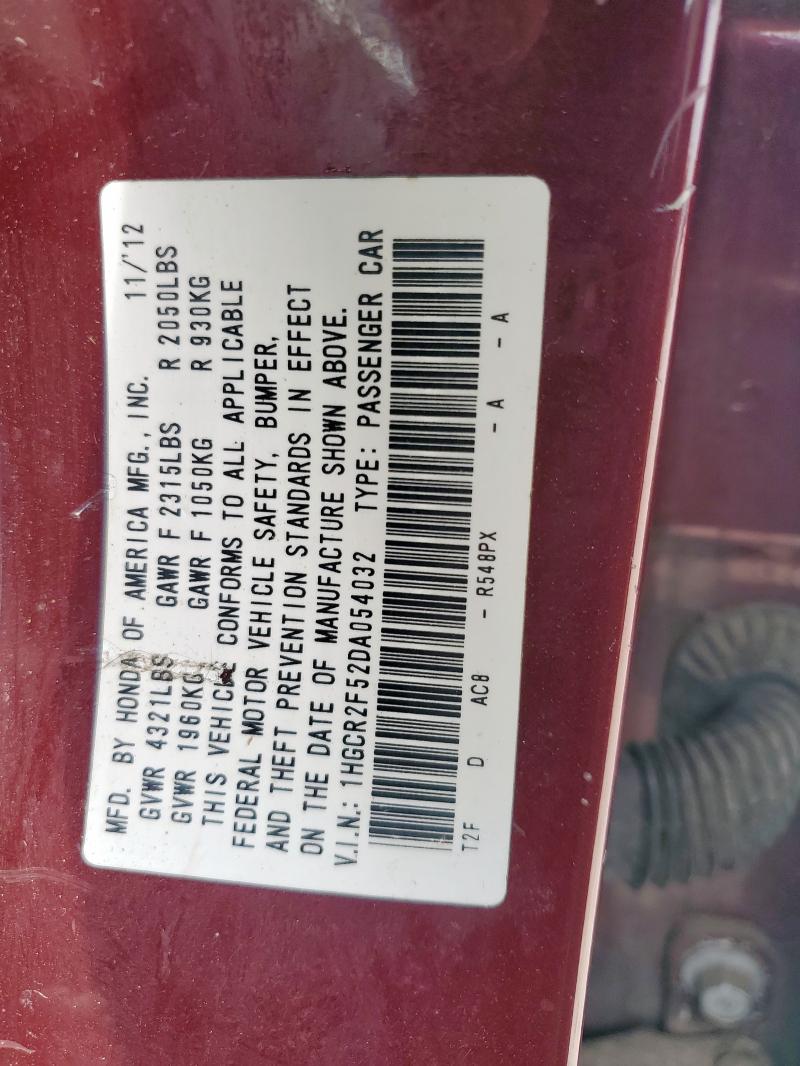 MFD. BY HONDA OF AMERICA MFG., INC. 11/'12
GVWR 4321LBS GAWR F 2315LBS R 2050LBS
GVWR 1960KG GAWR F 1050KG R 930KG
THIS VEHICLE CONFORMS TO ALL APPLICABLE
FEDERAL MOTOR VEHICLE SAFETY, BUMPER,
AND THEFT PREVENTION STANDARDS IN EFFECT
ON THE DATE OF MANUFACTURE SHOWN ABOVE.
V.I.N.: 1HGCR2F52DA054032 TYPE: PASSENGER CAR
T2F D AC8 - R548PX - A - A